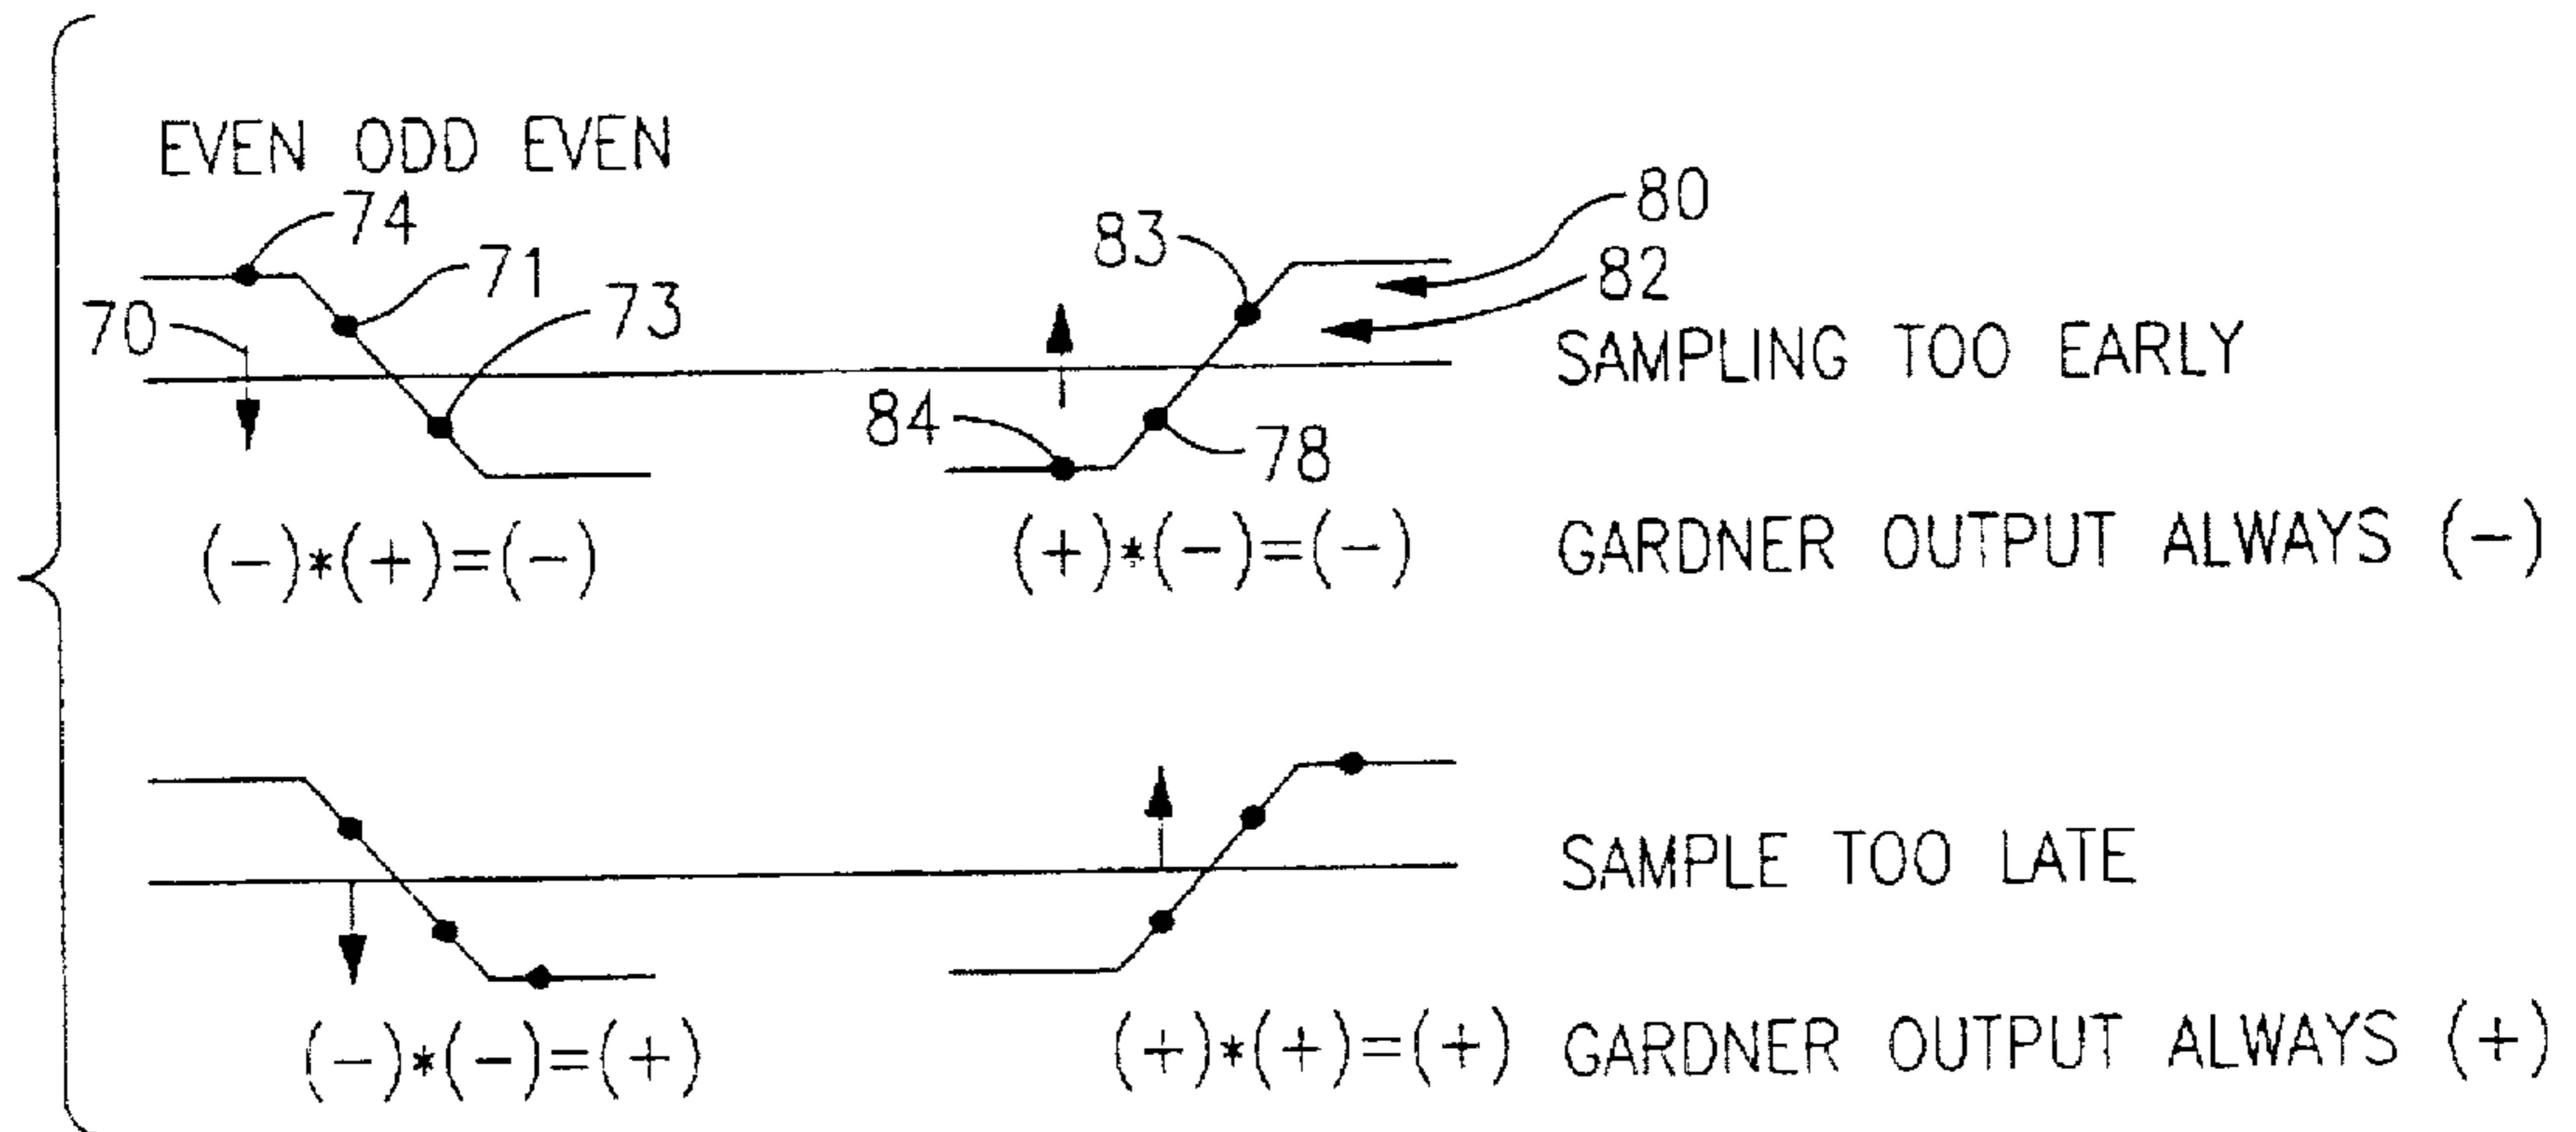 EVEN ODD EVEN
74
80
83
71
82
70
73
SAMPLING TOO EARLY
84
78
(-)*(+)=(-)
(+)*(-)=(-)
GARDNER OUTPUT ALWAYS (-)
SAMPLE TOO LATE
(-)*(-)=(+)
(+)*(+)=(+)
GARDNER OUTPUT ALWAYS (+)